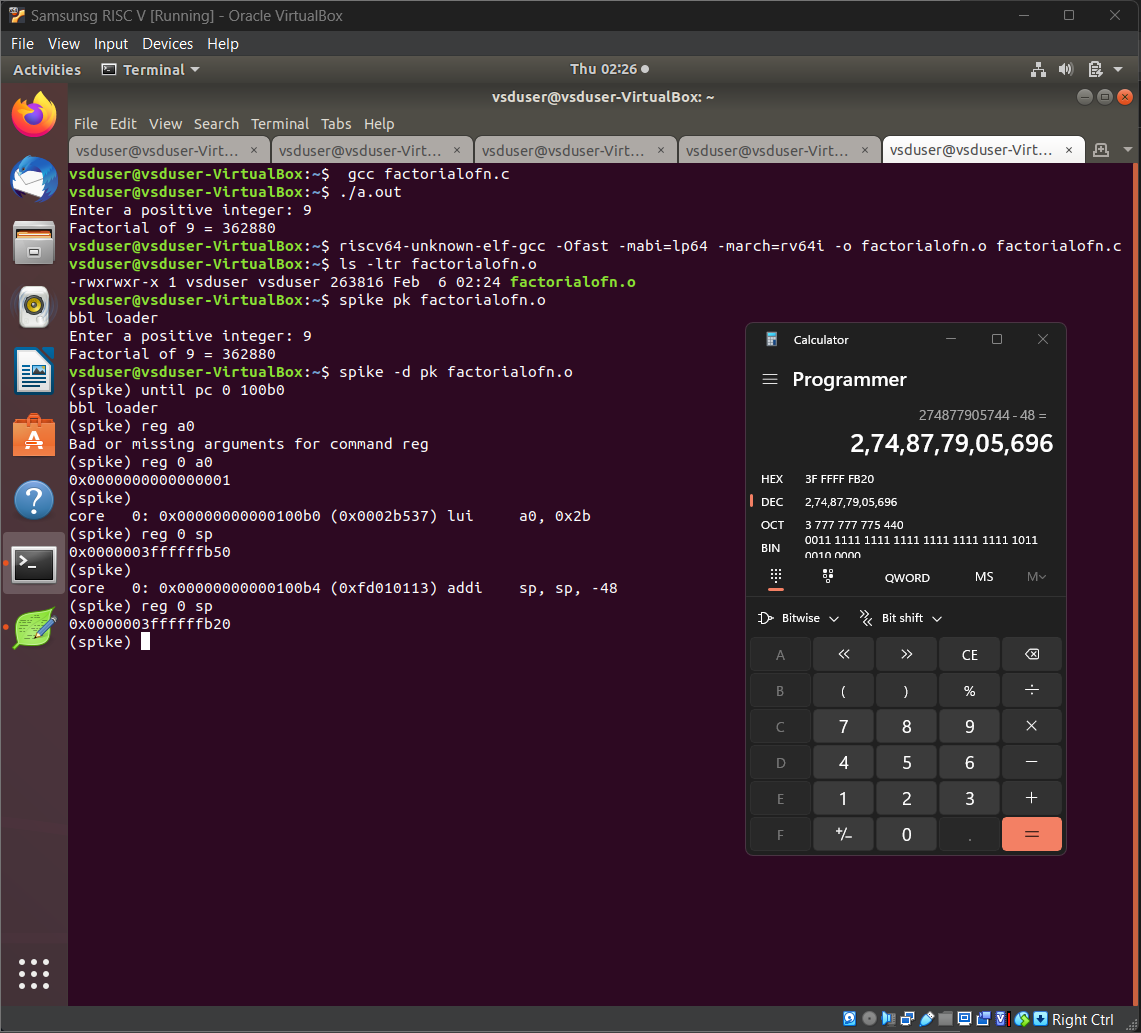 Samsunsg RISC V [Running] - Oracle VirtualBox
File View Input Devices Help
Activities Terminal Thu 02:26
vsduser@vsduser-VirtualBox: ~
File Edit View Search Terminal Tabs Help
vsduser@vsduser-Virt... × vsduser@vsduser-Virt... × vsduser@vsduser-Virt... × vsduser@vsduser-Virt... × vsduser@vsduser-Virt... ×
vsduser@vsduser-VirtualBox:~$  gcc factorialofn.c
vsduser@vsduser-VirtualBox:~$ ./a.out
Enter a positive integer: 9
Factorial of 9 = 362880
vsduser@vsduser-VirtualBox:~$ riscv64-unknown-elf-gcc -Ofast -mabi=lp64 -march=rv64i -o factorialofn.o factorialofn.c
vsduser@vsduser-VirtualBox:~$ ls -ltr factorialofn.o
-rwxrwxr-x 1 vsduser vsduser 263816 Feb  6 02:24 factorialofn.o
vsduser@vsduser-VirtualBox:~$ spike pk factorialofn.o
bbl loader
Enter a positive integer: 9
Factorial of 9 = 362880
vsduser@vsduser-VirtualBox:~$ spike -d pk factorialofn.o
(spike) until pc 0 100b0
bbl loader
(spike) reg a0
Bad or missing arguments for command reg
(spike) reg 0 a0
0x0000000000000001
(spike)
core   0: 0x00000000000100b0 (0x0002b537) lui     a0, 0x2b
(spike) reg 0 sp
0x0000003ffffffb50
(spike)
core   0: 0x00000000000100b4 (0xfd010113) addi    sp, sp, -48
(spike) reg 0 sp
0x0000003ffffffb20
(spike)
Calculator
Programmer
274877905744 - 48 =
2,74,87,79,05,696
HEX 3F FFFF FB20
DEC 2,74,87,79,05,696
OCT 3 777 777 775 440
BIN 0011 1111 1111 1111 1111 1111 1111 1011
0010 0000
QWORD MS M
Bitwise Bit shift
A << >> CE
B ( ) % ÷
C 7 8 9 ×
D 4 5 6 −
E 1 2 3 +
F +/− 0 . =
Right Ctrl